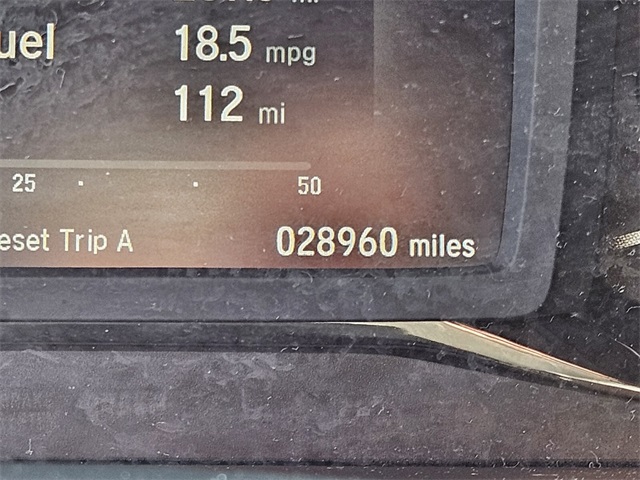 uel 18.5 mpg
112 mi
25 50
eset Trip A 028960 miles